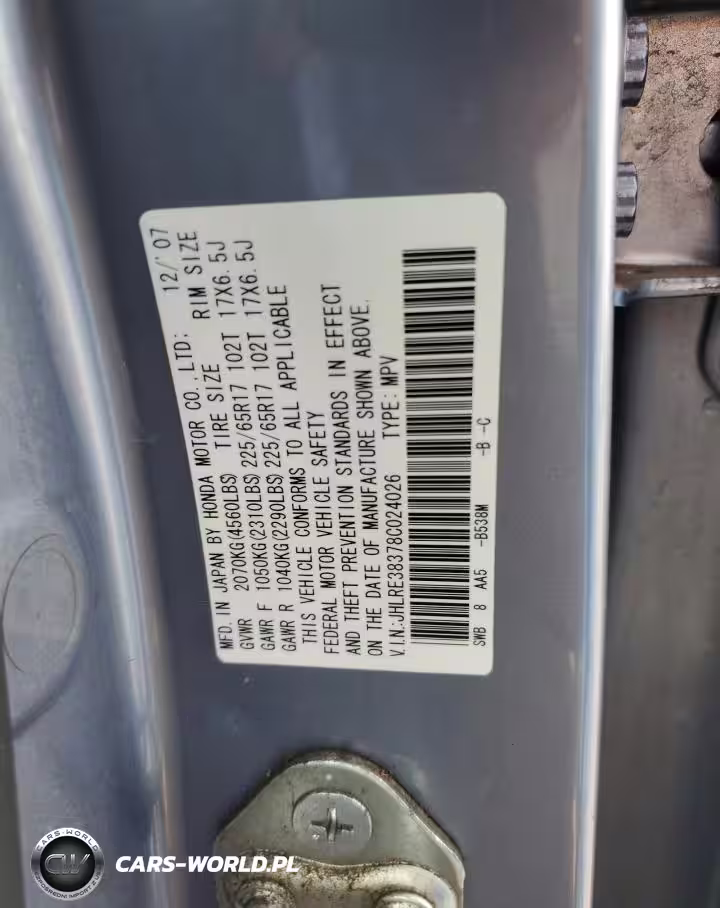 MFD. IN JAPAN BY HONDA MOTOR CO., LTD: 12/'07
GVWR 2070KG(4560LBS) TIRE SIZE RIM SIZE
GAWR F 1050KG(2310LBS) 225/65R17 102T 17X6.5J
GAWR R 1040KG(2290LBS) 225/65R17 102T 17X6.5J
THIS VEHICLE CONFORMS TO ALL APPLICABLE
FEDERAL MOTOR VEHICLE SAFETY
AND THEFT PREVENTION STANDARDS IN EFFECT
ON THE DATE OF MANUFACTURE SHOWN ABOVE.
V.I.N.:JHLRE38378C024026 TYPE: MPV
SWB 8 AA5 -B538M -B -C
CARS-WORLD
CW
CARS-WORLD.PL